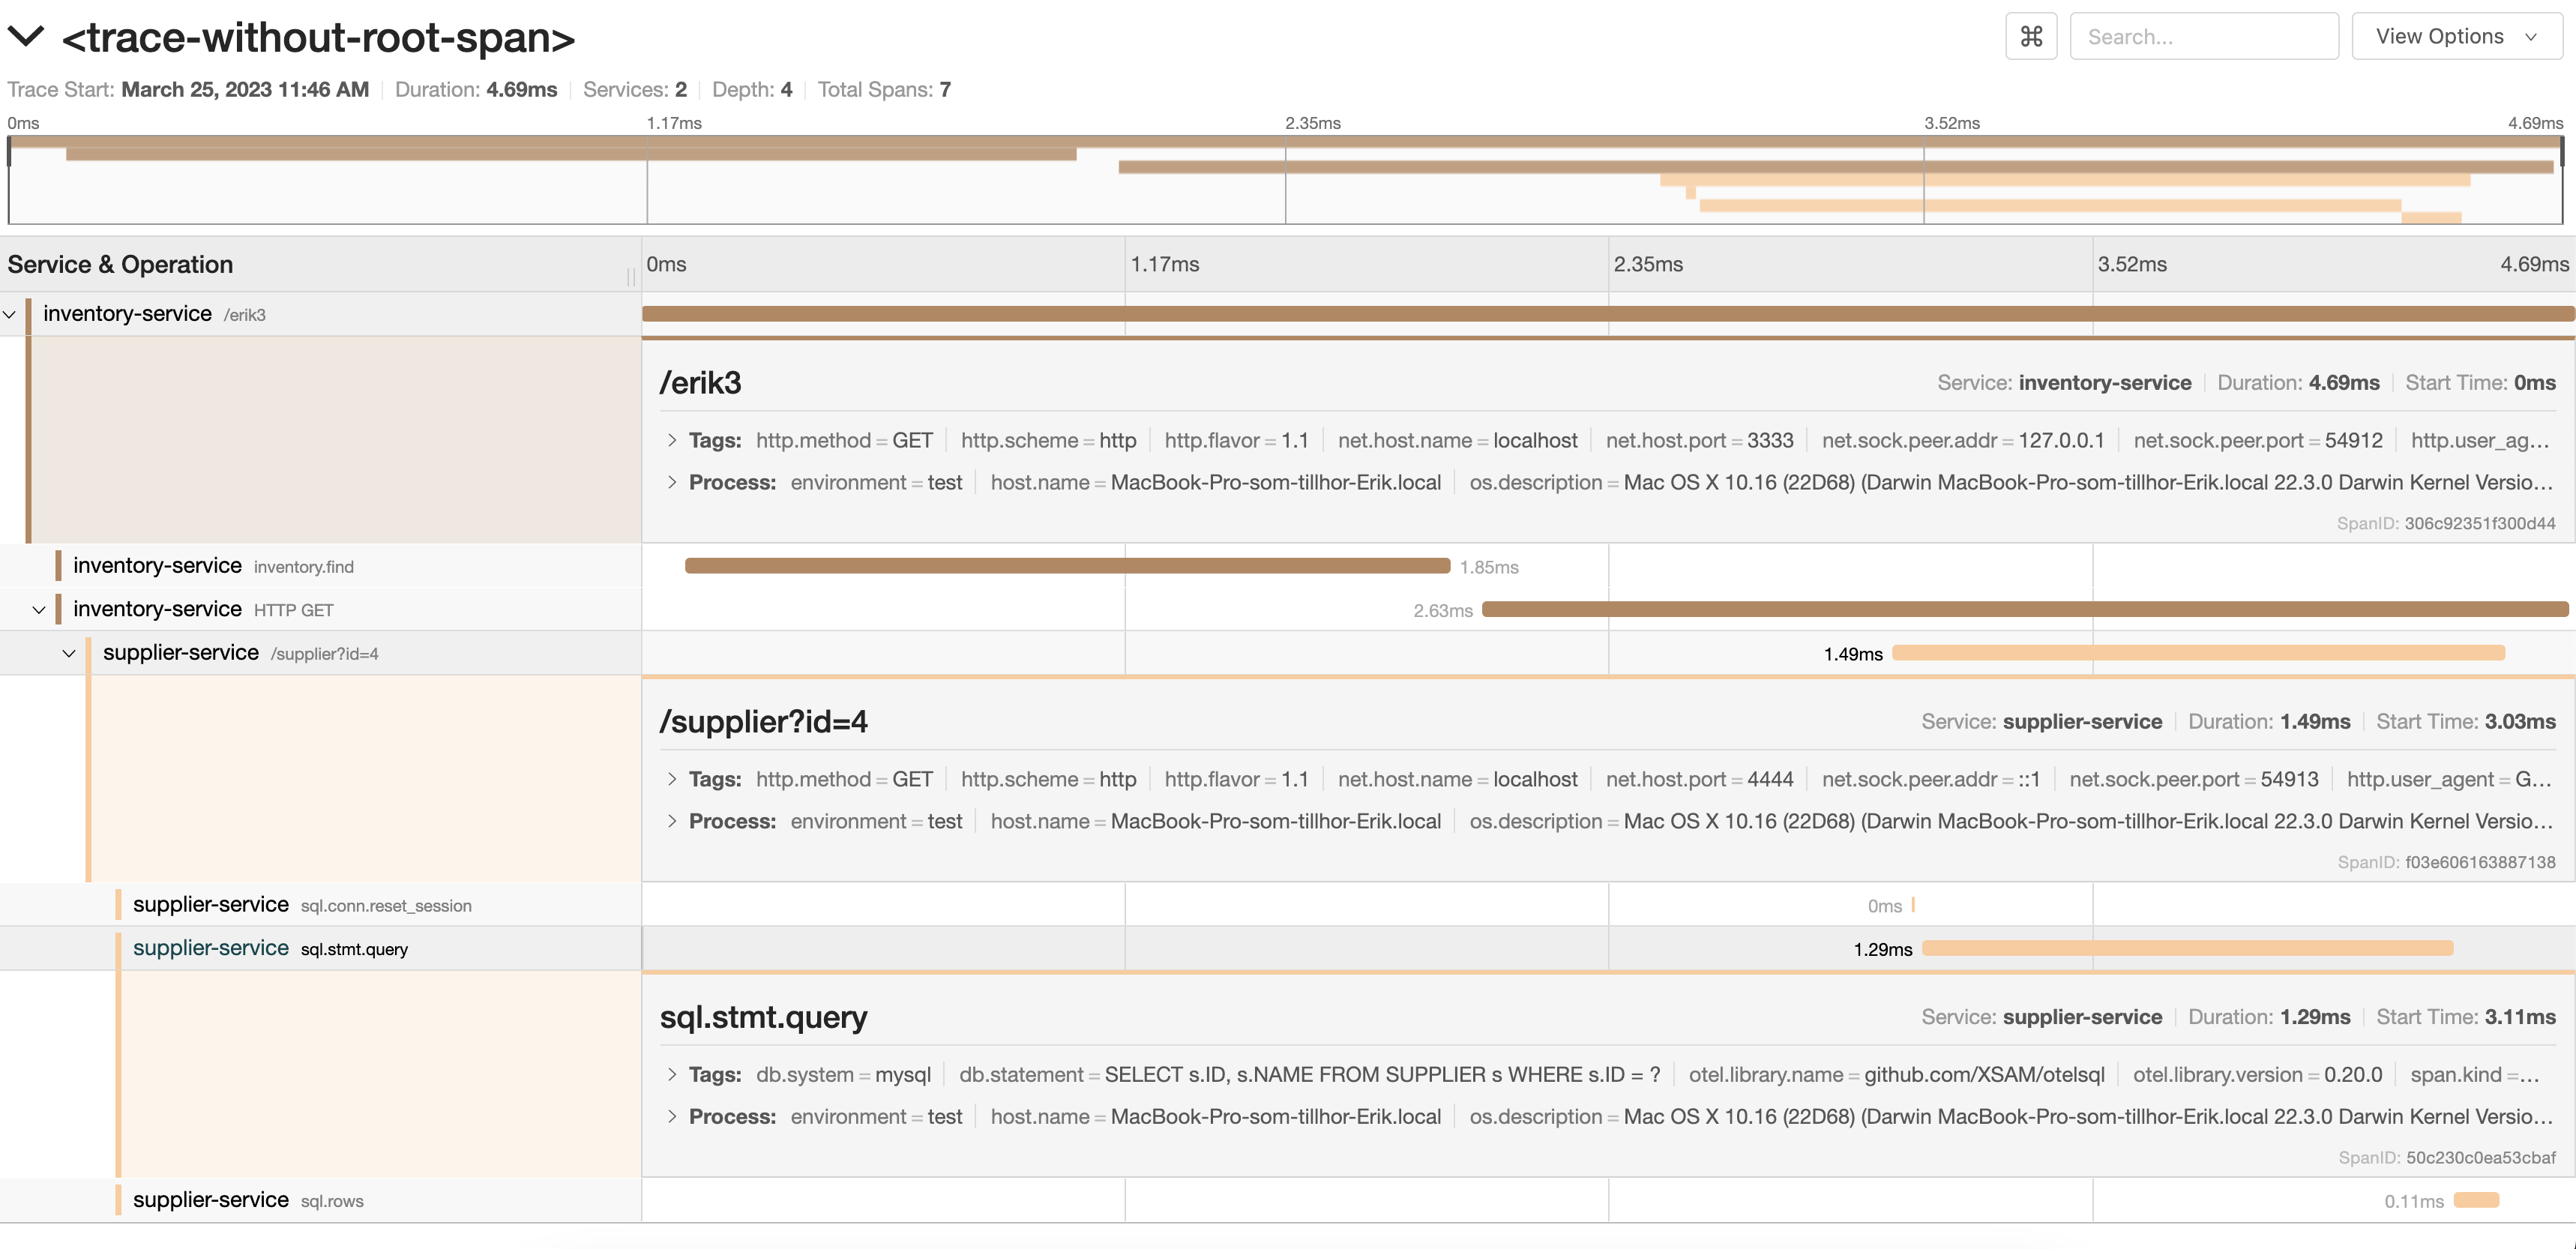 <trace-without-root-span>
⌘ Search... View Options
Trace Start: March 25, 2023 11:46 AM Duration: 4.69ms Services: 2 Depth: 4 Total Spans: 7
0ms 1.17ms 2.35ms 3.52ms 4.69ms
Service & Operation 0ms 1.17ms 2.35ms 3.52ms 4.69ms
inventory-service /erik3
/erik3 Service: inventory-service Duration: 4.69ms Start Time: 0ms
Tags: http.method = GET http.scheme = http http.flavor = 1.1 net.host.name = localhost net.host.port = 3333 net.sock.peer.addr = 127.0.0.1 net.sock.peer.port = 54912 http.user_ag...
Process: environment = test host.name = MacBook-Pro-som-tillhor-Erik.local os.description = Mac OS X 10.16 (22D68) (Darwin MacBook-Pro-som-tillhor-Erik.local 22.3.0 Darwin Kernel Versio...
SpanID: 306c92351f300d44
inventory-service inventory.find 1.85ms
inventory-service HTTP GET 2.63ms
supplier-service /supplier?id=4 1.49ms
/supplier?id=4 Service: supplier-service Duration: 1.49ms Start Time: 3.03ms
Tags: http.method = GET http.scheme = http http.flavor = 1.1 net.host.name = localhost net.host.port = 4444 net.sock.peer.addr = ::1 net.sock.peer.port = 54913 http.user_agent = G...
Process: environment = test host.name = MacBook-Pro-som-tillhor-Erik.local os.description = Mac OS X 10.16 (22D68) (Darwin MacBook-Pro-som-tillhor-Erik.local 22.3.0 Darwin Kernel Versio...
SpanID: f03e606163887138
supplier-service sql.conn.reset_session 0ms
supplier-service sql.stmt.query 1.29ms
sql.stmt.query Service: supplier-service Duration: 1.29ms Start Time: 3.11ms
Tags: db.system = mysql db.statement = SELECT s.ID, s.NAME FROM SUPPLIER s WHERE s.ID = ? otel.library.name = github.com/XSAM/otelsql otel.library.version = 0.20.0 span.kind =...
Process: environment = test host.name = MacBook-Pro-som-tillhor-Erik.local os.description = Mac OS X 10.16 (22D68) (Darwin MacBook-Pro-som-tillhor-Erik.local 22.3.0 Darwin Kernel Versio...
SpanID: 50c230c0ea53cbaf
supplier-service sql.rows 0.11ms